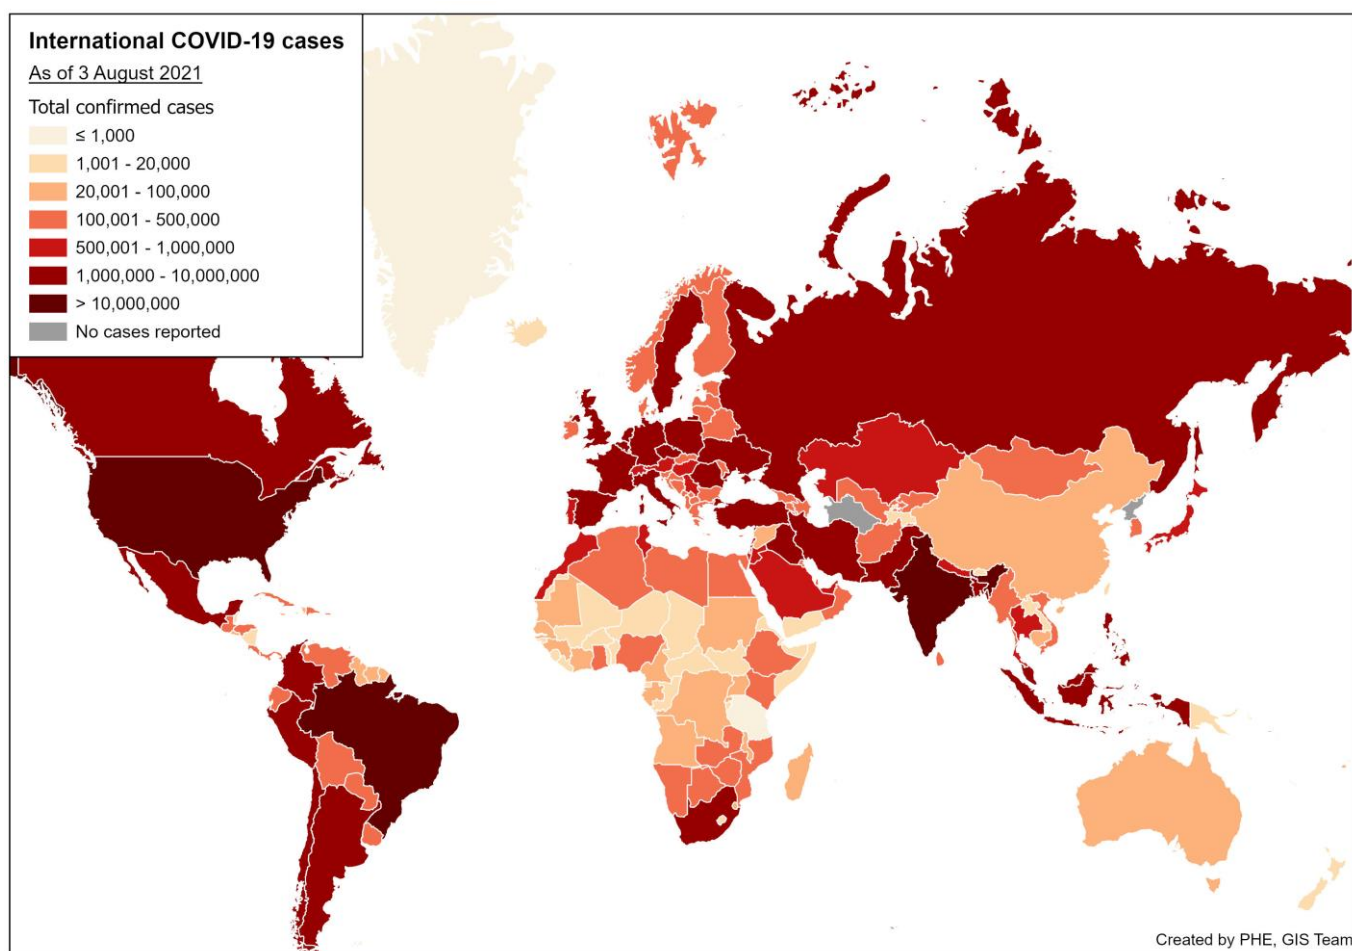 International COVID-19 cases
As of 3 August 2021
Total confirmed cases
≤ 1,000
1,001 - 20,000
20,001 - 100,000
100,001 - 500,000
500,001 - 1,000,000
1,000,000 - 10,000,000
> 10,000,000
No cases reported
Created by PHE, GIS Team